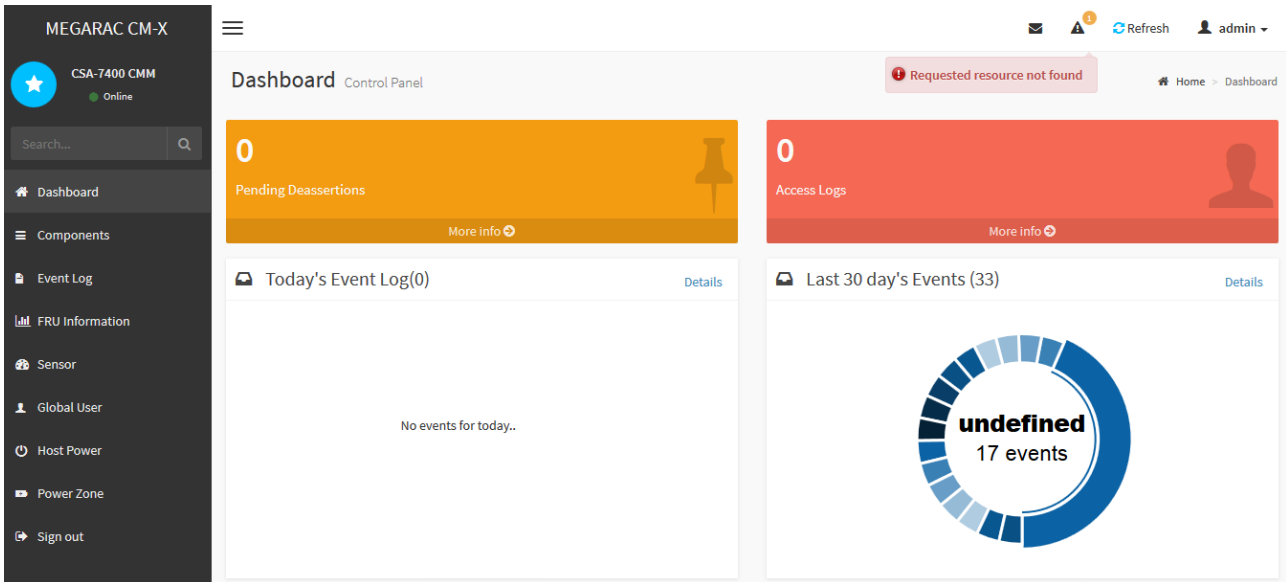 MEGARAC CM-X
1
Refresh
admin
CSA-7400 CMM
Online
Dashboard Control Panel
Requested resource not found
Home > Dashboard
Search...
Dashboard
Components
Event Log
FRU Information
Sensor
Global User
Host Power
Power Zone
Sign out
0
Pending Deassertions
More info
0
Access Logs
More info
Today's Event Log(0)
Details
No events for today..
Last 30 day's Events (33)
Details
undefined
17 events